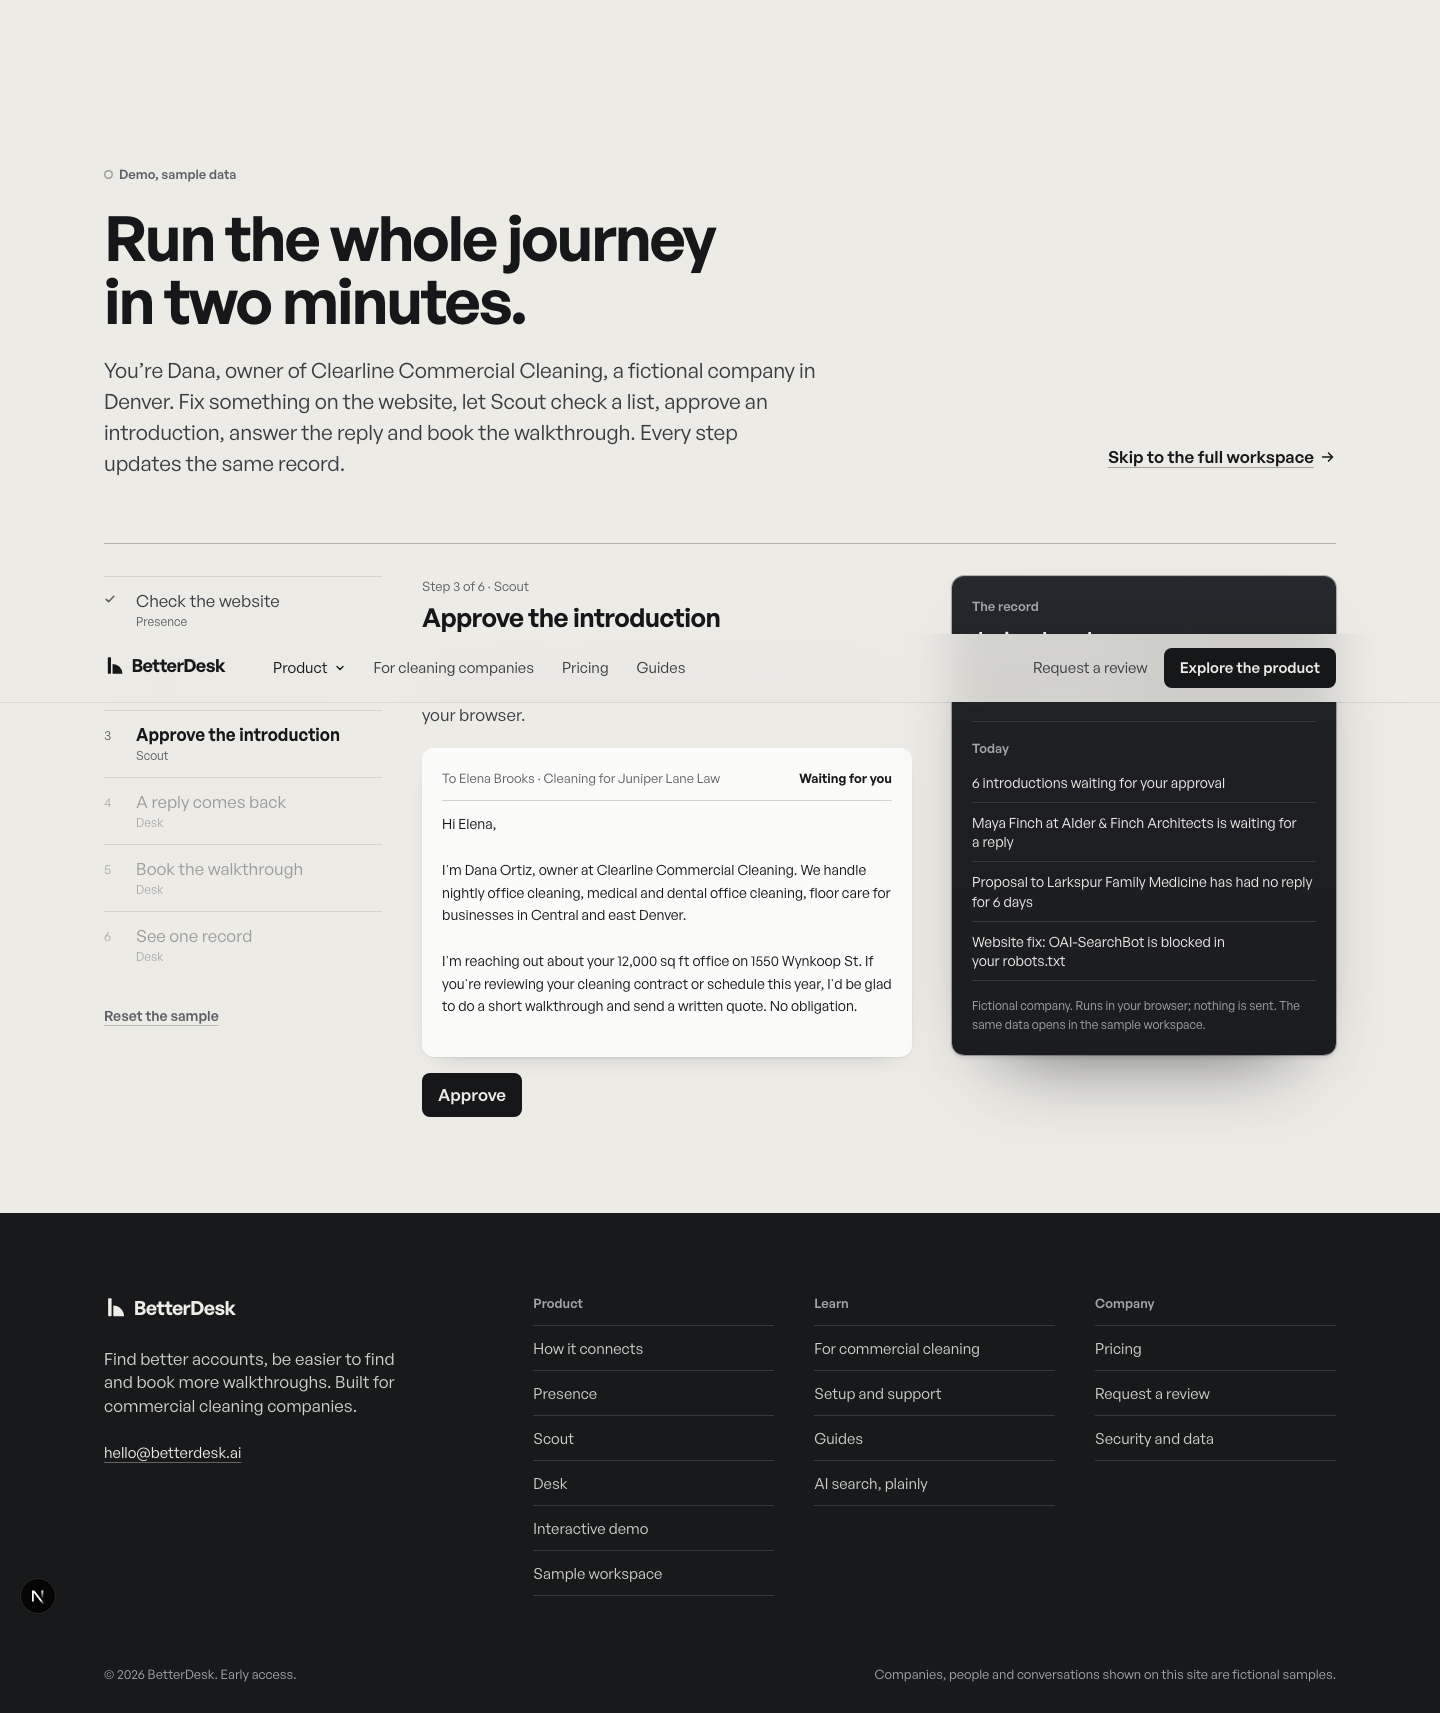 Demo, sample data
Run the whole journey
in two minutes.
You’re Dana, owner of Clearline Commercial Cleaning, a fictional company in
Denver. Fix something on the website, let Scout check a list, approve an
introduction, answer the reply and book the walkthrough. Every step
updates the same record.
Skip to the full workspace →
Check the website
Presence
BetterDesk
Product
For cleaning companies
Pricing
Guides
Request a review
Explore the product
3
Approve the introduction
Scout
4
A reply comes back
Desk
5
Book the walkthrough
Desk
6
See one record
Desk
Reset the sample
Step 3 of 6 · Scout
Approve the introduction
your browser.
To Elena Brooks · Cleaning for Juniper Lane Law
Waiting for you
Hi Elena,
I'm Dana Ortiz, owner at Clearline Commercial Cleaning. We handle
nightly office cleaning, medical and dental office cleaning, floor care for
businesses in Central and east Denver.
I'm reaching out about your 12,000 sq ft office on 1550 Wynkoop St. If
you're reviewing your cleaning contract or schedule this year, I'd be glad
to do a short walkthrough and send a written quote. No obligation.
Approve
The record
Today
6 introductions waiting for your approval
Maya Finch at Alder & Finch Architects is waiting for
a reply
Proposal to Larkspur Family Medicine has had no reply
for 6 days
Website fix: OAI-SearchBot is blocked in
your robots.txt
Fictional company. Runs in your browser; nothing is sent. The
same data opens in the sample workspace.
BetterDesk
Find better accounts, be easier to find
and book more walkthroughs. Built for
commercial cleaning companies.
hello@betterdesk.ai
Product
How it connects
Presence
Scout
Desk
Interactive demo
Sample workspace
Learn
For commercial cleaning
Setup and support
Guides
AI search, plainly
Company
Pricing
Request a review
Security and data
N
© 2026 BetterDesk. Early access.
Companies, people and conversations shown on this site are fictional samples.